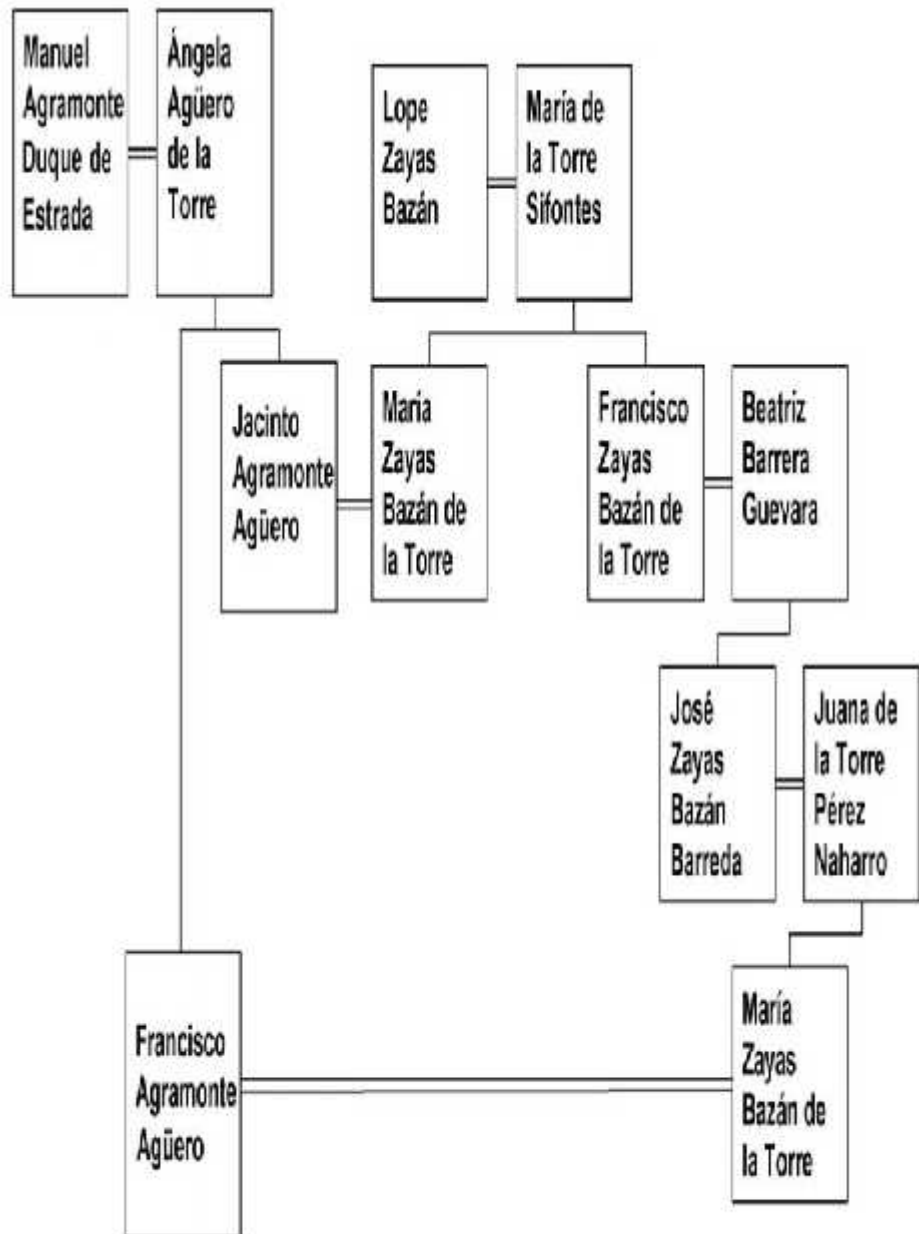 Manuel
Agramonte
Duque de
Estrada
Ángela
Agüero
de la
Torre
Lope
Zayas
Bazán
María de
la Torre
Sifontes
Jacinto
Agramonte
Agüero
Maria
Zayas
Bazán de
la Torre
Francisco
Zayas
Bazán de
la Torre
Beatriz
Barrera
Guevara
José
Zayas
Bazán
Barreda
Juana de
la Torre
Pérez
Naharro
Francisco
Agramonte
Agüero
María
Zayas
Bazán de
la Torre